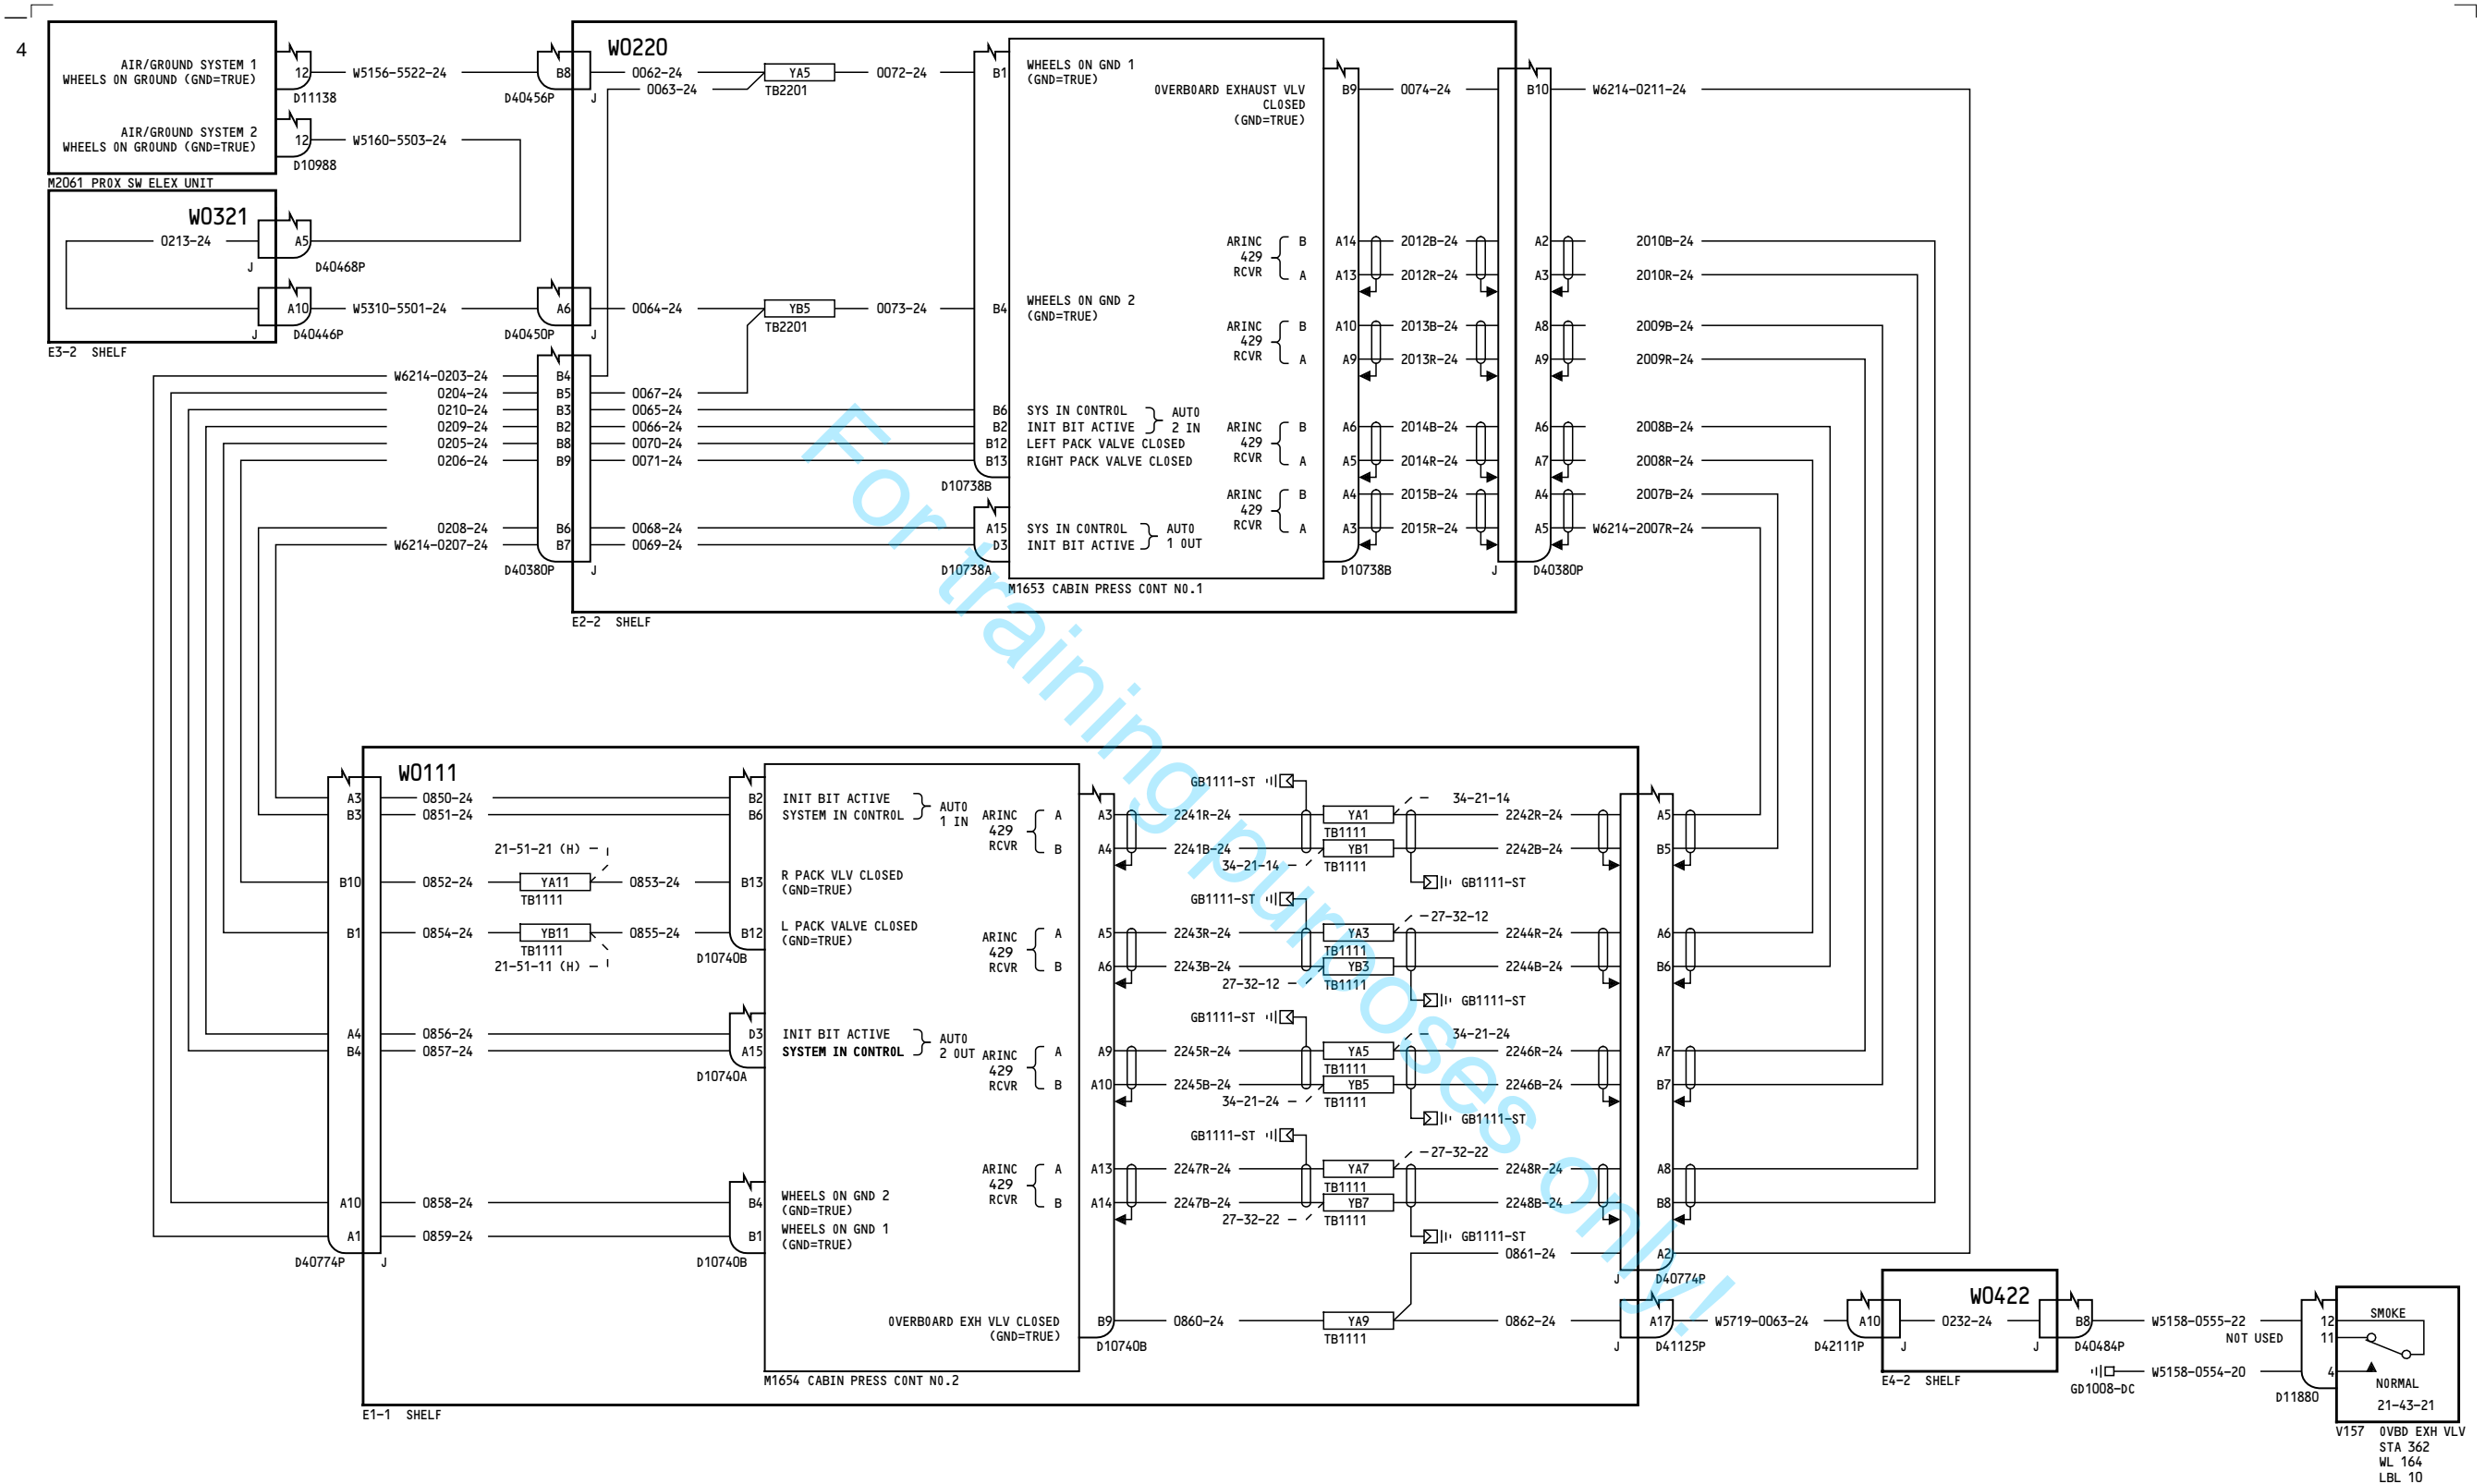 4
AIR/GROUND SYSTEM 1
WHEELS ON GROUND (GND=TRUE)
12
D11138
W5156-5522-24
AIR/GROUND SYSTEM 2
WHEELS ON GROUND (GND=TRUE)
12
D10988
W5160-5503-24
M2061 PROX SW ELEX UNIT
W0321
0213-24
A5
J
D40468P
A10
J
D40446P
W5310-5501-24
E3-2 SHELF
W0220
B8
D40456P
J
0062-24
0063-24
YA5
TB2201
0072-24
B1
WHEELS ON GND 1
(GND=TRUE)
A6
D40450P
J
0064-24
YB5
TB2201
0073-24
B4
WHEELS ON GND 2
(GND=TRUE)
W6214-0203-24 B4
0204-24 B5 0067-24
0210-24 B3 0065-24 B6 SYS IN CONTROL
0209-24 B2 0066-24 B2 INIT BIT ACTIVE
AUTO
2 IN
0205-24 B8 0070-24 B12 LEFT PACK VALVE CLOSED
0206-24 B9 0071-24 B13 RIGHT PACK VALVE CLOSED
D10738B
0208-24 B6 0068-24 A15 SYS IN CONTROL
W6214-0207-24 B7 0069-24 D3 INIT BIT ACTIVE
AUTO
1 OUT
D40380P
J
D10738A
M1653 CABIN PRESS CONT NO.1
E2-2 SHELF
OVERBOARD EXHAUST VLV
CLOSED
(GND=TRUE)
B9 0074-24 B10 W6214-0211-24
ARINC
429
RCVR
B A14 2012B-24 A2 2010B-24
A A13 2012R-24 A3 2010R-24
ARINC
429
RCVR
B A10 2013B-24 A8 2009B-24
A A9 2013R-24 A9 2009R-24
ARINC
429
RCVR
B A6 2014B-24 A6 2008B-24
A A5 2014R-24 A7 2008R-24
ARINC
429
RCVR
B A4 2015B-24 A4 2007B-24
A A3 2015R-24 A5 W6214-2007R-24
D10738B
J
D40380P
For training purposes only!
W0111
A3 0850-24 B2 INIT BIT ACTIVE
B3 0851-24 B6 SYSTEM IN CONTROL
AUTO
1 IN
21-51-21 (H)
B10 0852-24 YA11 0853-24 B13
TB1111
R PACK VLV CLOSED
(GND=TRUE)
B1 0854-24 YB11 0855-24 B12
TB1111
L PACK VALVE CLOSED
(GND=TRUE)
21-51-11 (H)
D10740B
A4 0856-24 D3 INIT BIT ACTIVE
B4 0857-24 A15 SYSTEM IN CONTROL
AUTO
2 OUT
D10740A
A10 0858-24 B4 WHEELS ON GND 2
(GND=TRUE)
A1 0859-24 B1 WHEELS ON GND 1
(GND=TRUE)
D40774P
J
D10740B
GB1111-ST
34-21-14
ARINC
429
RCVR
A A3 2241R-24 YA1 2242R-24 A5
TB1111
B A4 2241B-24 YB1 2242B-24 B5
34-21-14
TB1111
GB1111-ST
GB1111-ST
27-32-12
ARINC
429
RCVR
A A5 2243R-24 YA3 2244R-24 A6
TB1111
B A6 2243B-24 YB3 2244B-24 B6
27-32-12
TB1111
GB1111-ST
GB1111-ST
34-21-24
ARINC
429
RCVR
A A9 2245R-24 YA5 2246R-24 A7
TB1111
B A10 2245B-24 YB5 2246B-24 B7
34-21-24
TB1111
GB1111-ST
GB1111-ST
27-32-22
ARINC
429
RCVR
A A13 2247R-24 YA7 2248R-24 A8
TB1111
B A14 2247B-24 YB7 2248B-24 B8
27-32-22
TB1111
GB1111-ST
0861-24 A2
J
D40774P
OVERBOARD EXH VLV CLOSED
(GND=TRUE)
B9 0860-24 YA9 0862-24 A17
D10740B
TB1111
J
D41125P
M1654 CABIN PRESS CONT NO.2
E1-1 SHELF
W5719-0063-24
A10
D42111P
J
W0422
0232-24
B8
J
D40484P
E4-2 SHELF
W5158-0555-22
12
SMOKE
NOT USED
11
GD1008-DC
W5158-0554-20
4
D11880
NORMAL
21-43-21
V157 OVBD EXH VLV
STA 362
WL 164
LBL 10